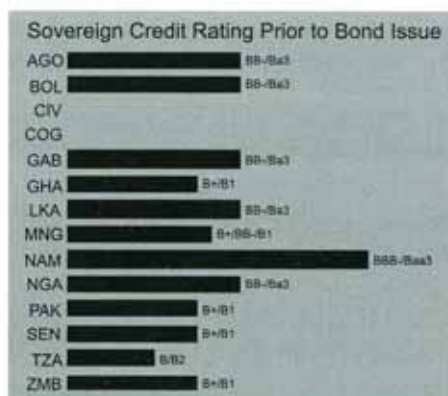 Sovereign Credit Rating Prior to Bond Issue
AGO BB-/Ba3
BOL BB-/Ba3
CIV
COG
GAB BB-/Ba3
GHA B+/B1
LKA BB-/Ba3
MNG B+/BB-/B1
NAM BBB-/Baa3
NGA BB-/Ba3
PAK B+/B1
SEN B+/B1
TZA B/B2
ZMB B+/B1